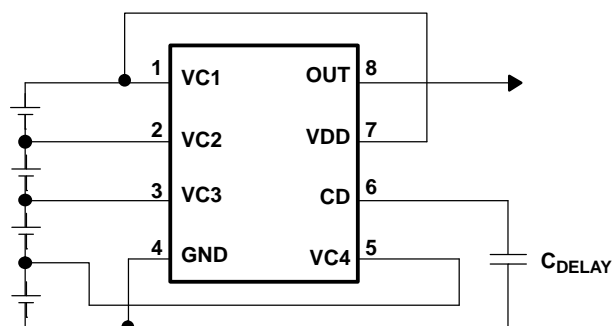 1 VC1 OUT 8
2 VC2 VDD 7
3 VC3 CD 6
4 GND VC4 5
CDELAY